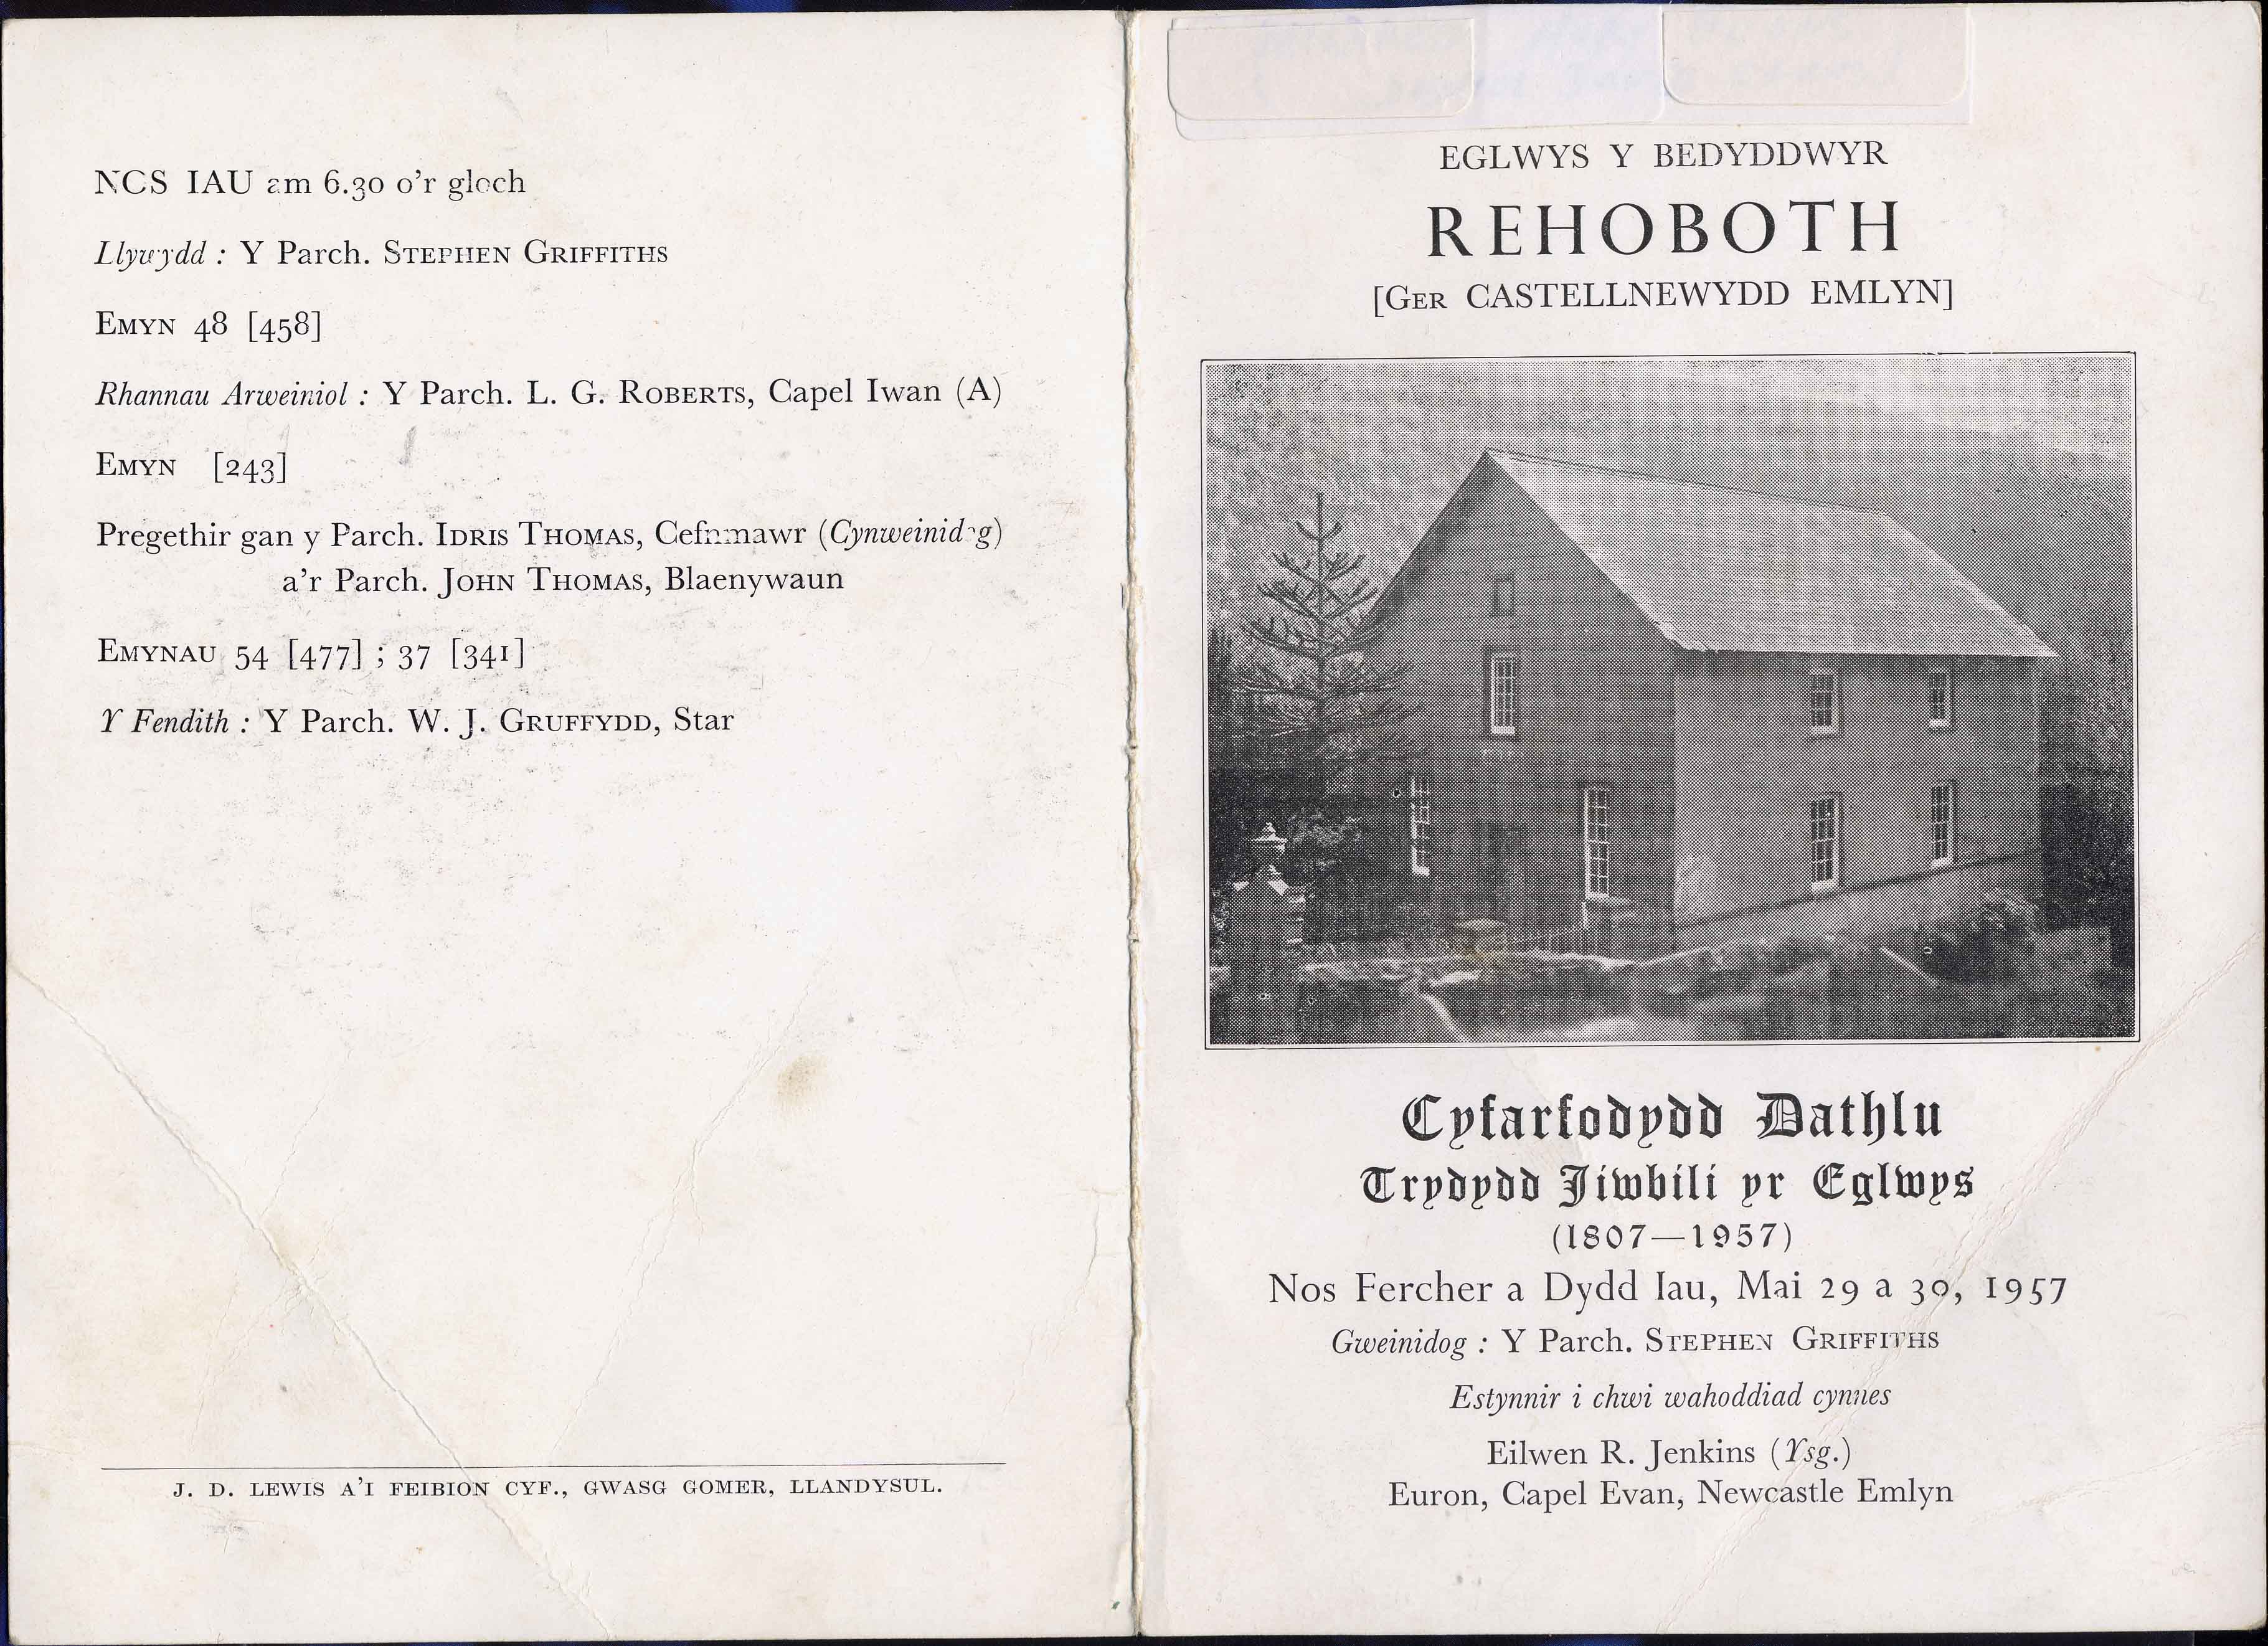 NOS IAU am 6.30 o'r gloch
Llywydd : Y Parch. STEPHEN GRIFFITHS
EMYN 48 [458]
Rhannau Arweiniol : Y Parch. L. G. ROBERTS, Capel Iwan (A)
EMYN [243]
Pregethir gan y Parch. IDRIS THOMAS, Cefnmawr (Cynweinidog)
a'r Parch. JOHN THOMAS, Blaenywaun
EMYNAU 54 [477] ; 37 [341]
Y Fendith : Y Parch. W. J. GRUFFYDD, Star
J. D. LEWIS A'I FEIBION CYF., GWASG GOMER, LLANDYSUL.
EGLWYS Y BEDYDDWYR
REHOBOTH
[GER CASTELLNEWYDD EMLYN]
Cyfarfodydd Dathlu
Trydydd Jiwbili yr Eglwys
(1807—1957)
Nos Fercher a Dydd Iau, Mai 29 a 30, 1957
Gweinidog : Y Parch. STEPHEN GRIFFITHS
Estynnir i chwi wahoddiad cynnes
Eilwen R. Jenkins (Ysg.)
Euron, Capel Evan, Newcastle Emlyn